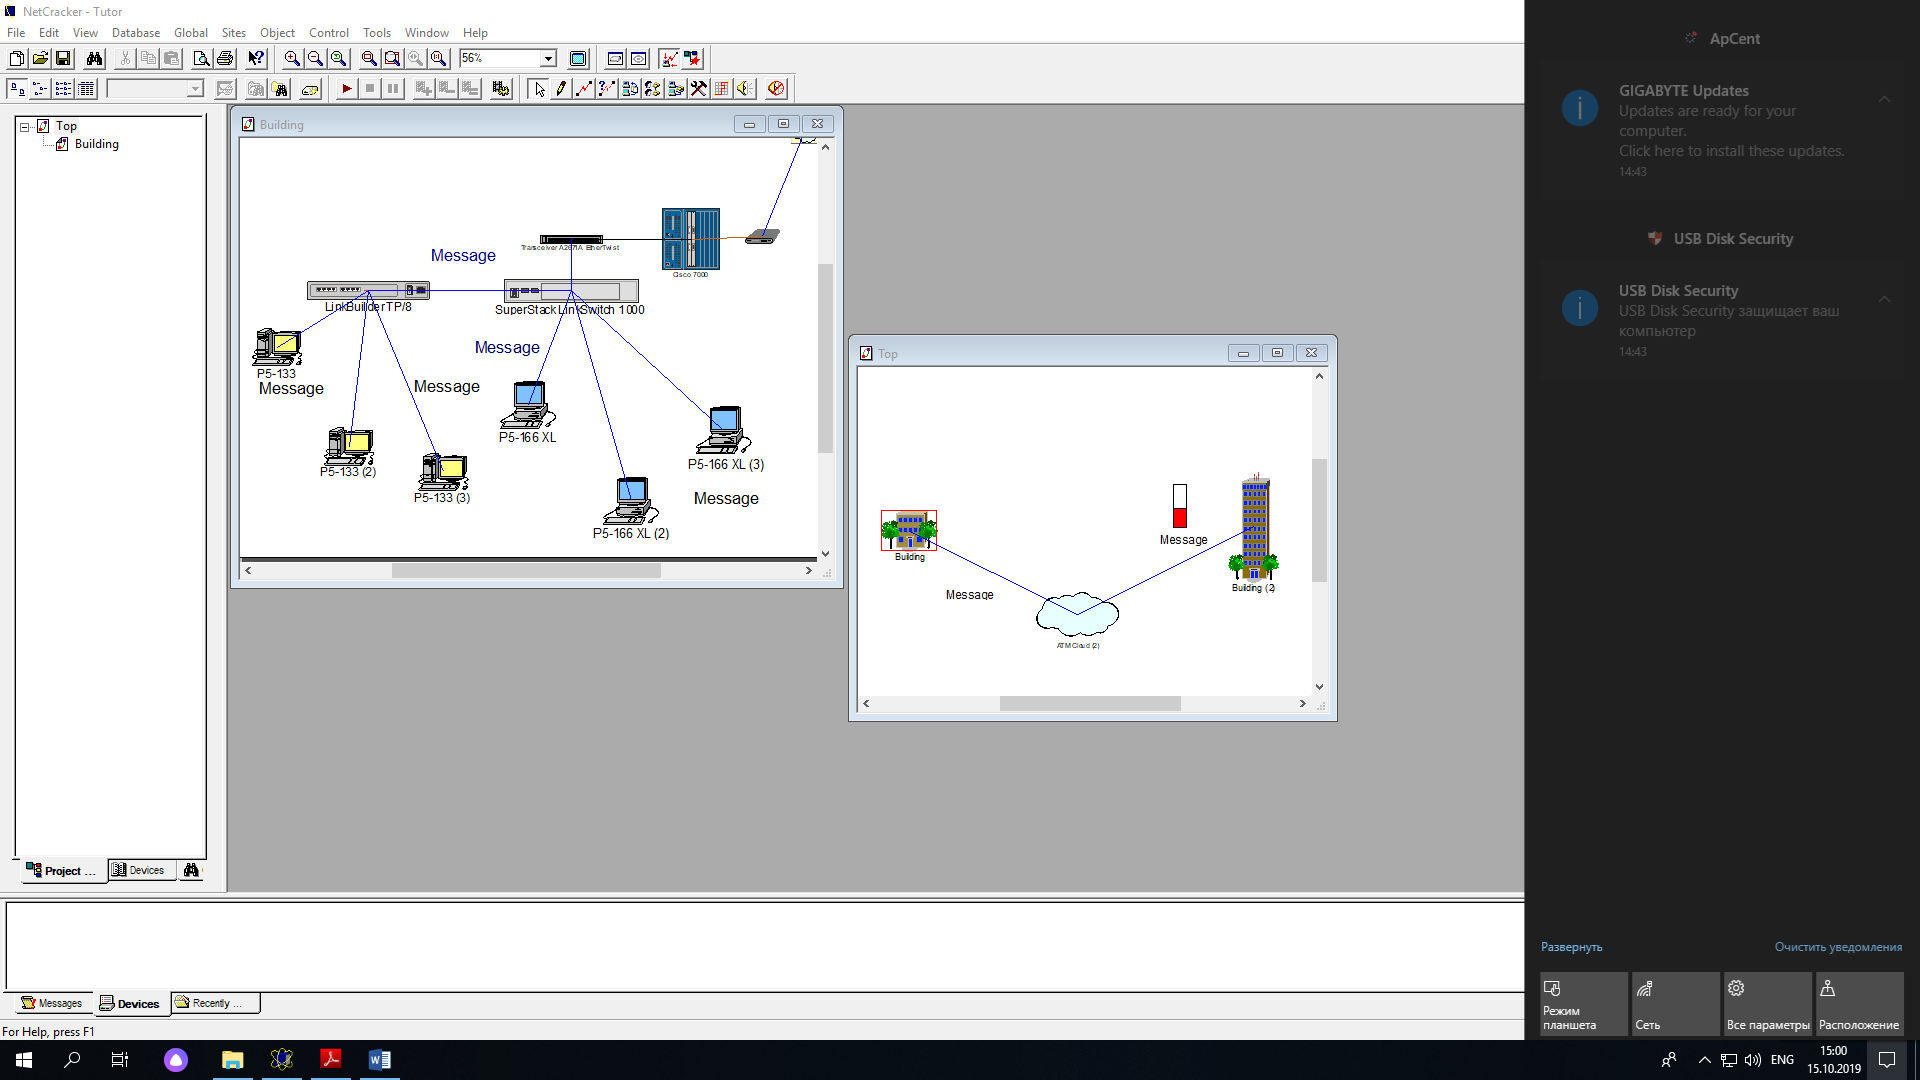 NetCracker - Tutor
File Edit View Database Global Sites Object Control Tools Window Help
56%
Top
Building
Project ...
Devices
Building
Message
Transceiver A2671A EtherTwist
Cisco 7000
LinkBuilder TP/8
SuperStack LinkSwitch 1000
Message
P5-133
Message
Message
P5-166 XL
P5-133 (2)
P5-133 (3)
P5-166 XL (3)
Message
P5-166 XL (2)
Top
Message
Building
Building (2)
Message
ATM Cloud (2)
Messages
Devices
Recently ...
For Help, press F1
ApCent
GIGABYTE Updates
Updates are ready for your
computer.
Click here to install these updates.
14:43
USB Disk Security
USB Disk Security
USB Disk Security защищает ваш
компьютер
14:43
Развернуть
Очистить уведомления
Режим
планшета
Сеть
Все параметры
Расположение
ENG
15:00
15.10.2019